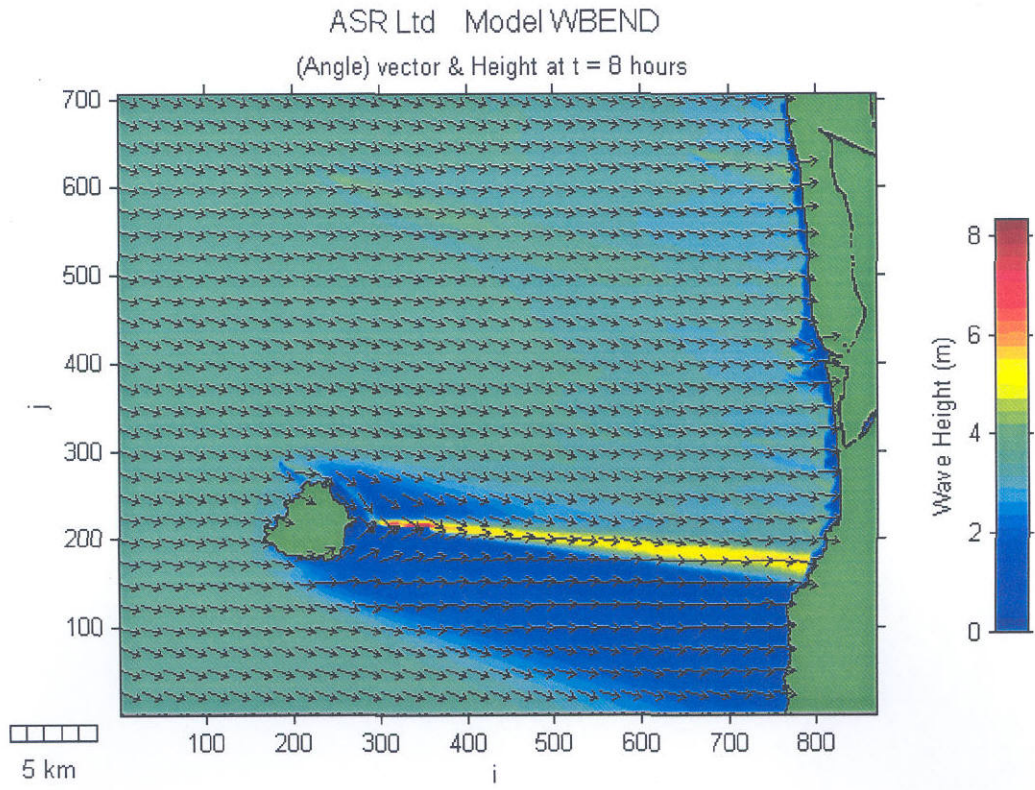 ASR Ltd Model WBEND
(Angle) vector & Height at t = 8 hours
700
600
500
400
300
200
100
j
100 200 300 400 500 600 700 800
i
5 km
8
6
4
2
0
Wave Height (m)